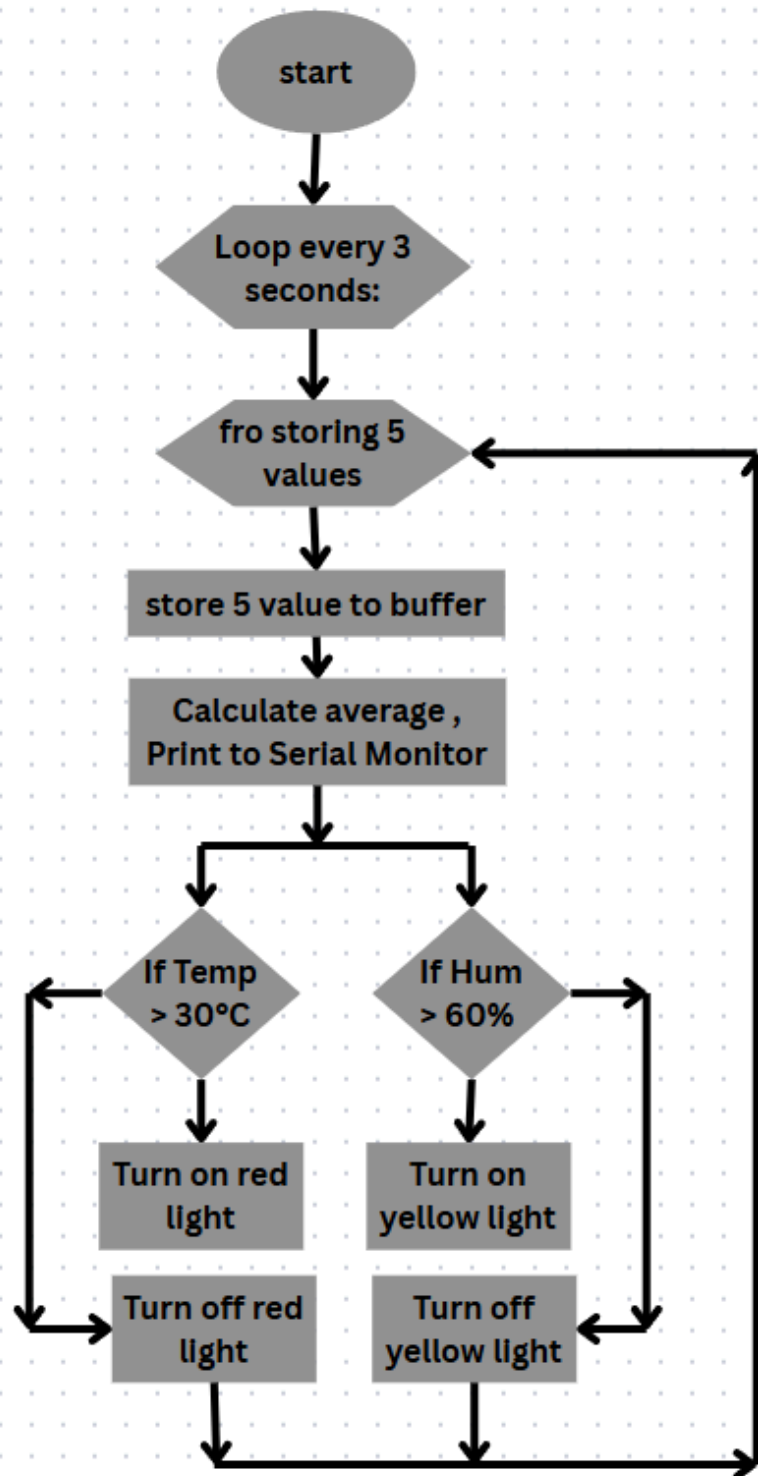 start
Loop every 3
seconds:
fro storing 5
values
store 5 value to buffer
Calculate average ,
Print to Serial Monitor
If Temp
> 30°C
If Hum
> 60%
Turn on red
light
Turn on
yellow light
Turn off red
light
Turn off
yellow light